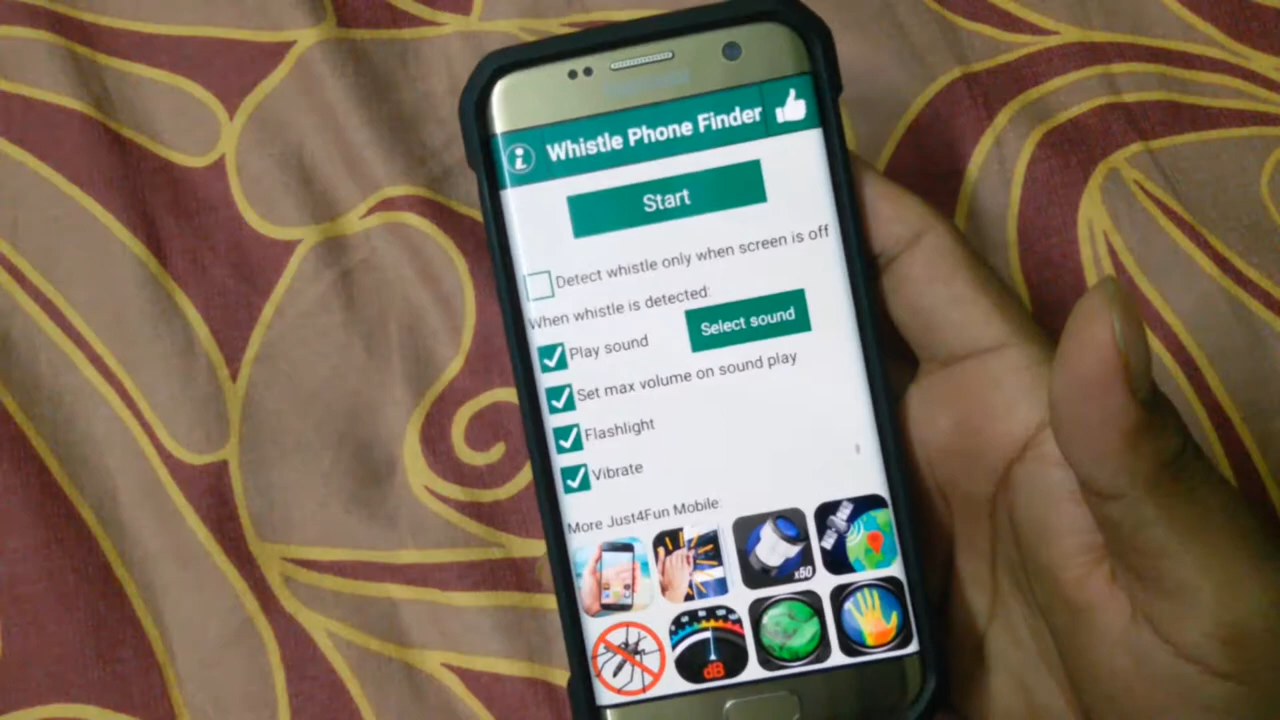 Whistle Phone Finder
Start
Detect whistle only when screen is off
When whistle is detected:
Play sound
Select sound
Set max volume on sound play
Flashlight
Vibrate
More Just4Fun Mobile:
x50
dB